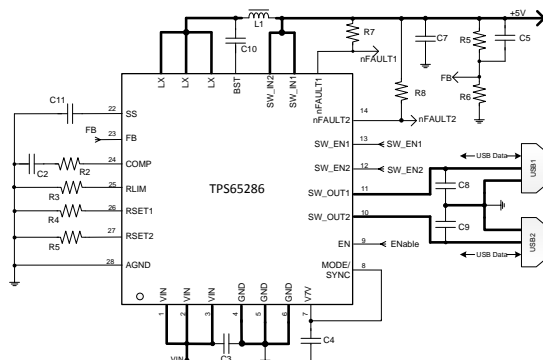 L1
+5V
R7
C10
nFAULT1
C7
R5
C5
LX
LX
LX
BST
SW_IN2
SW_IN1
nFAULT1
FB
R6
R8
C11
22
SS
14
nFAULT2
nFAULT2
FB
23
FB
13
SW_EN1
SW_EN1
C2
R2
24
COMP
12
SW_EN2
SW_EN2
USB Data
USB1
TPS65286
R3
25
RLIM
11
SW_OUT1
C8
R4
26
RSET1
10
SW_OUT2
C9
R5
27
RSET2
9
EN
ENable
USB2
USB Data
28
AGND
8
MODE/
SYNC
VIN
VIN
VIN
GND
GND
GND
V7V
1
2
3
4
5
6
7
C4
C3
VIN